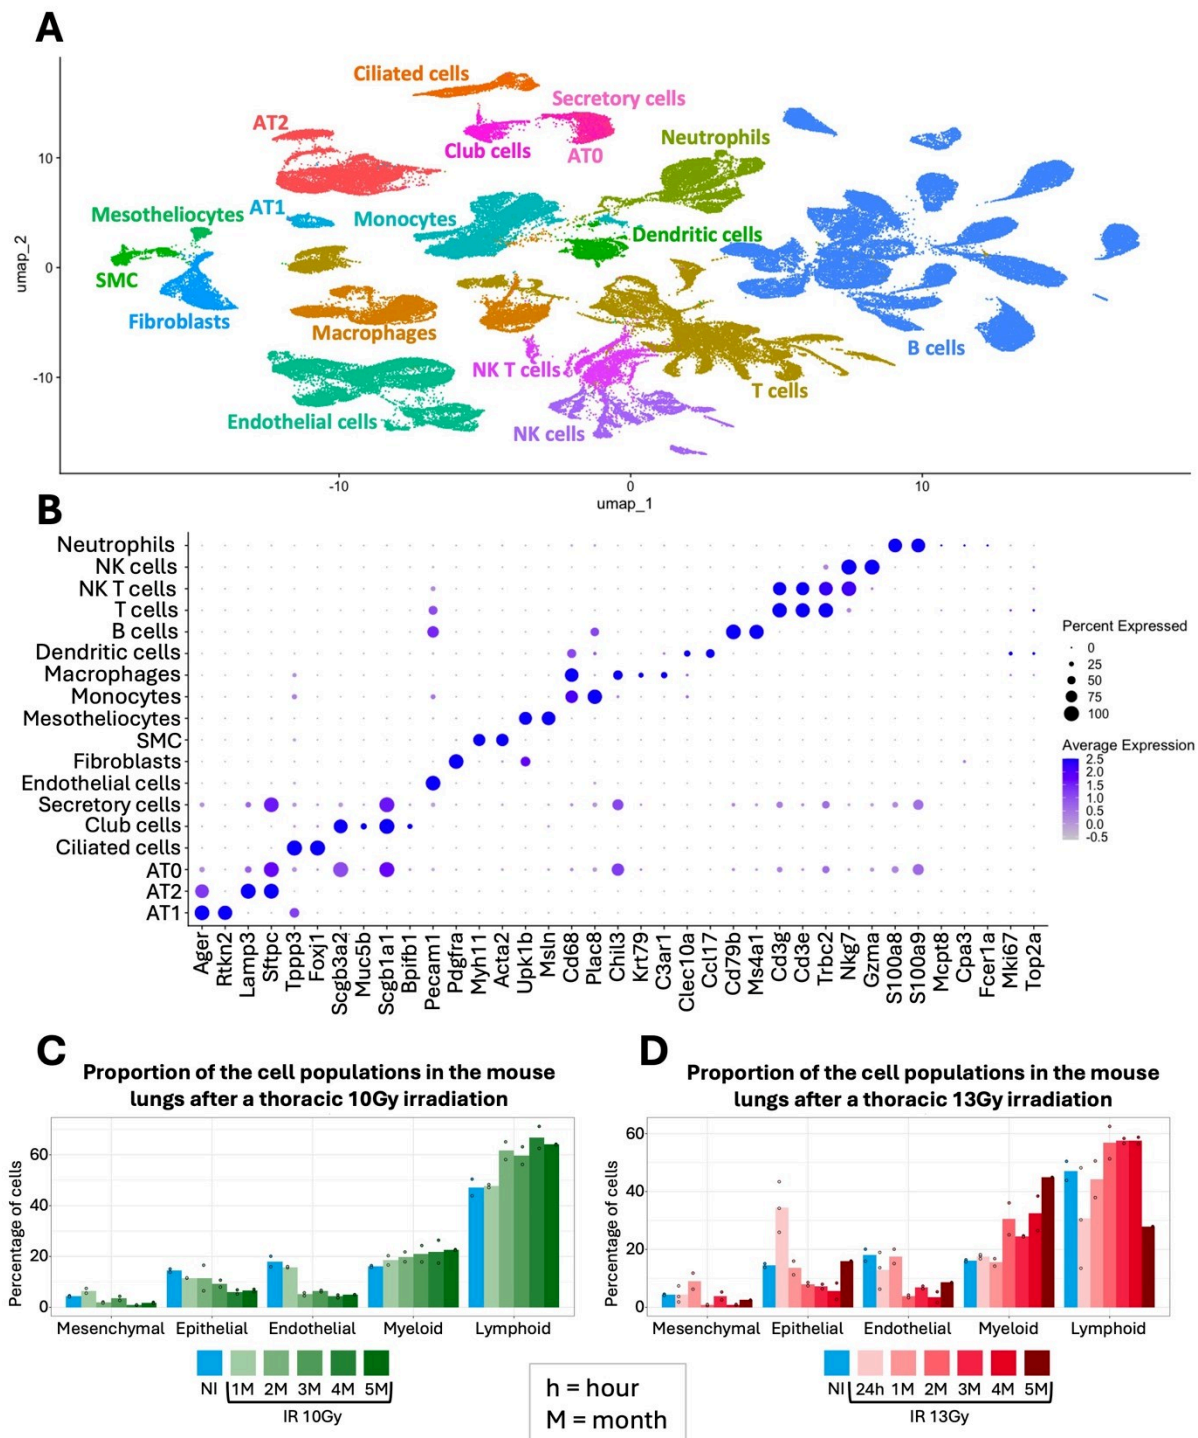 A
Ciliated cells
Secretory cells
AT2
Neutrophils
10
Club cells
AT0
AT1
Mesotheliocytes
Monocytes
Dendritic cells
umap_2
0
SMC
Fibroblasts
Macrophages
B cells
-10
NK T cells
T cells
Endothelial cells
NK cells
-10
0
10
umap_1
B
Neutrophils
NK cells
NK T cells
T cells
B cells
Dendritic cells
Macrophages
Monocytes
Mesotheliocytes
SMC
Fibroblasts
Endothelial cells
Secretory cells
Club cells
Ciliated cells
AT0
AT2
AT1
Percent Expressed
0
25
50
75
100
Average Expression
2.5
2.0
1.5
1.0
0.5
0.0
-0.5
Ager
Rtkn2
Lamp3
Sftpc
Tppp3
Foxj1
Scgb3a2
Muc5b
Scgb1a1
Bpifb1
Pecam1
Pdgfra
Myh11
Acta2
Upk1b
Msln
Cd68
Plac8
Chil3
Krt79
C3ar1
Clec10a
Ccl17
Cd79b
Ms4a1
Cd3g
Cd3e
Trbc2
Nkg7
Gzma
S100a8
S100a9
Mcpt8
Cpa3
Fcer1a
Mki67
Top2a
C
Proportion of the cell populations in the mouse
lungs after a thoracic 10Gy irradiation
Percentage of cells
60
40
20
0
Mesenchymal Epithelial Endothelial Myeloid Lymphoid
NI 1M 2M 3M 4M 5M
IR 10Gy
D
Proportion of the cell populations in the mouse
lungs after a thoracic 13Gy irradiation
Percentage of cells
60
40
20
0
Mesenchymal Epithelial Endothelial Myeloid Lymphoid
NI 24h 1M 2M 3M 4M 5M
IR 13Gy
h = hour
M = month